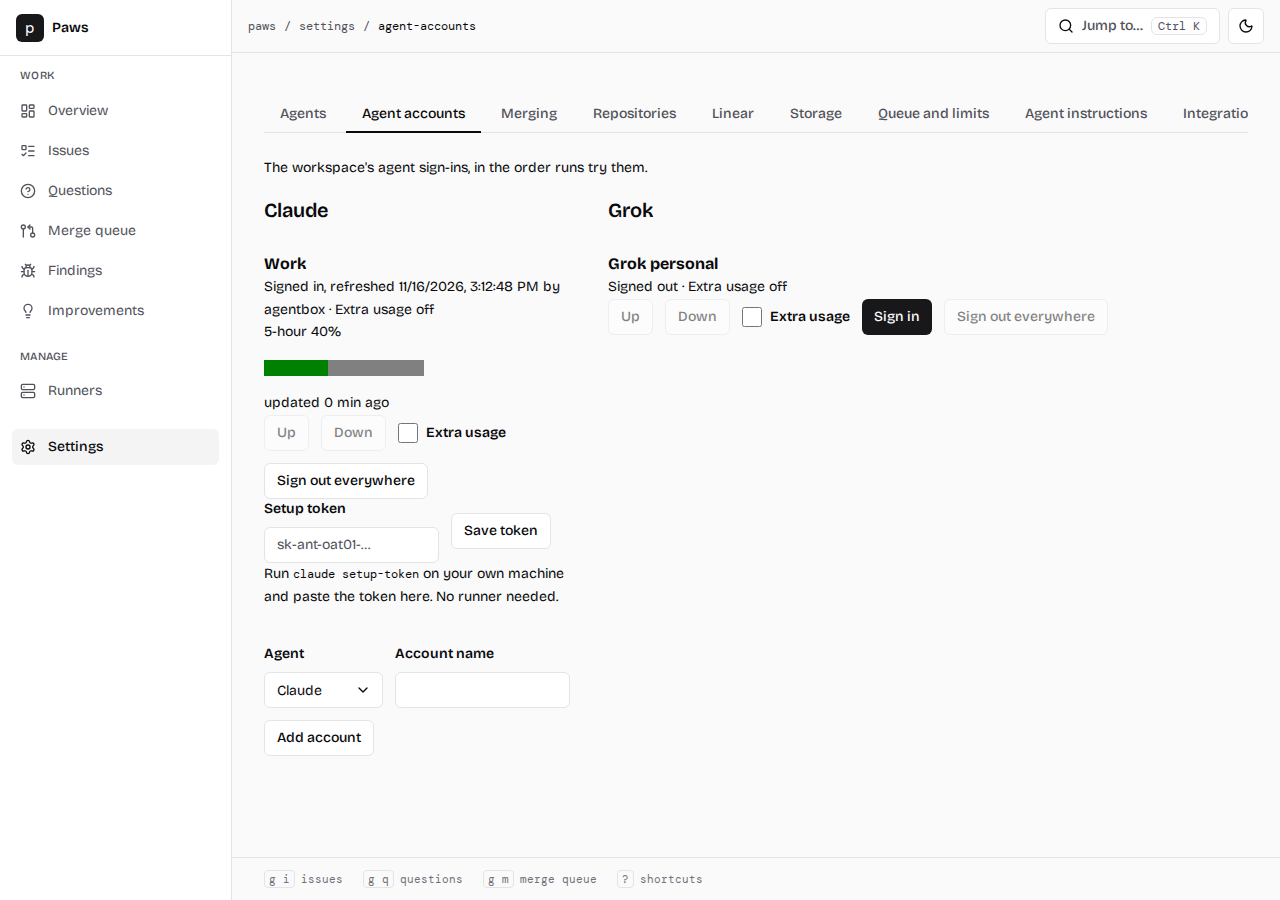 p Paws
paws / settings / agent-accounts
Jump to... Ctrl K
WORK
Overview
Issues
Questions
Merge queue
Findings
Improvements
MANAGE
Runners
Settings
Agents Agent accounts Merging Repositories Linear Storage Queue and limits Agent instructions Integratio
The workspace's agent sign-ins, in the order runs try them.
Claude
Work
Signed in, refreshed 11/16/2026, 3:12:48 PM by
agentbox · Extra usage off
5-hour 40%
updated 0 min ago
Up Down Extra usage
Sign out everywhere
Setup token
sk-ant-oat01-...
Save token
Run claude setup-token on your own machine
and paste the token here. No runner needed.
Agent Account name
Claude
Add account
Grok
Grok personal
Signed out · Extra usage off
Up Down Extra usage Sign in Sign out everywhere
g i issues g q questions g m merge queue ? shortcuts